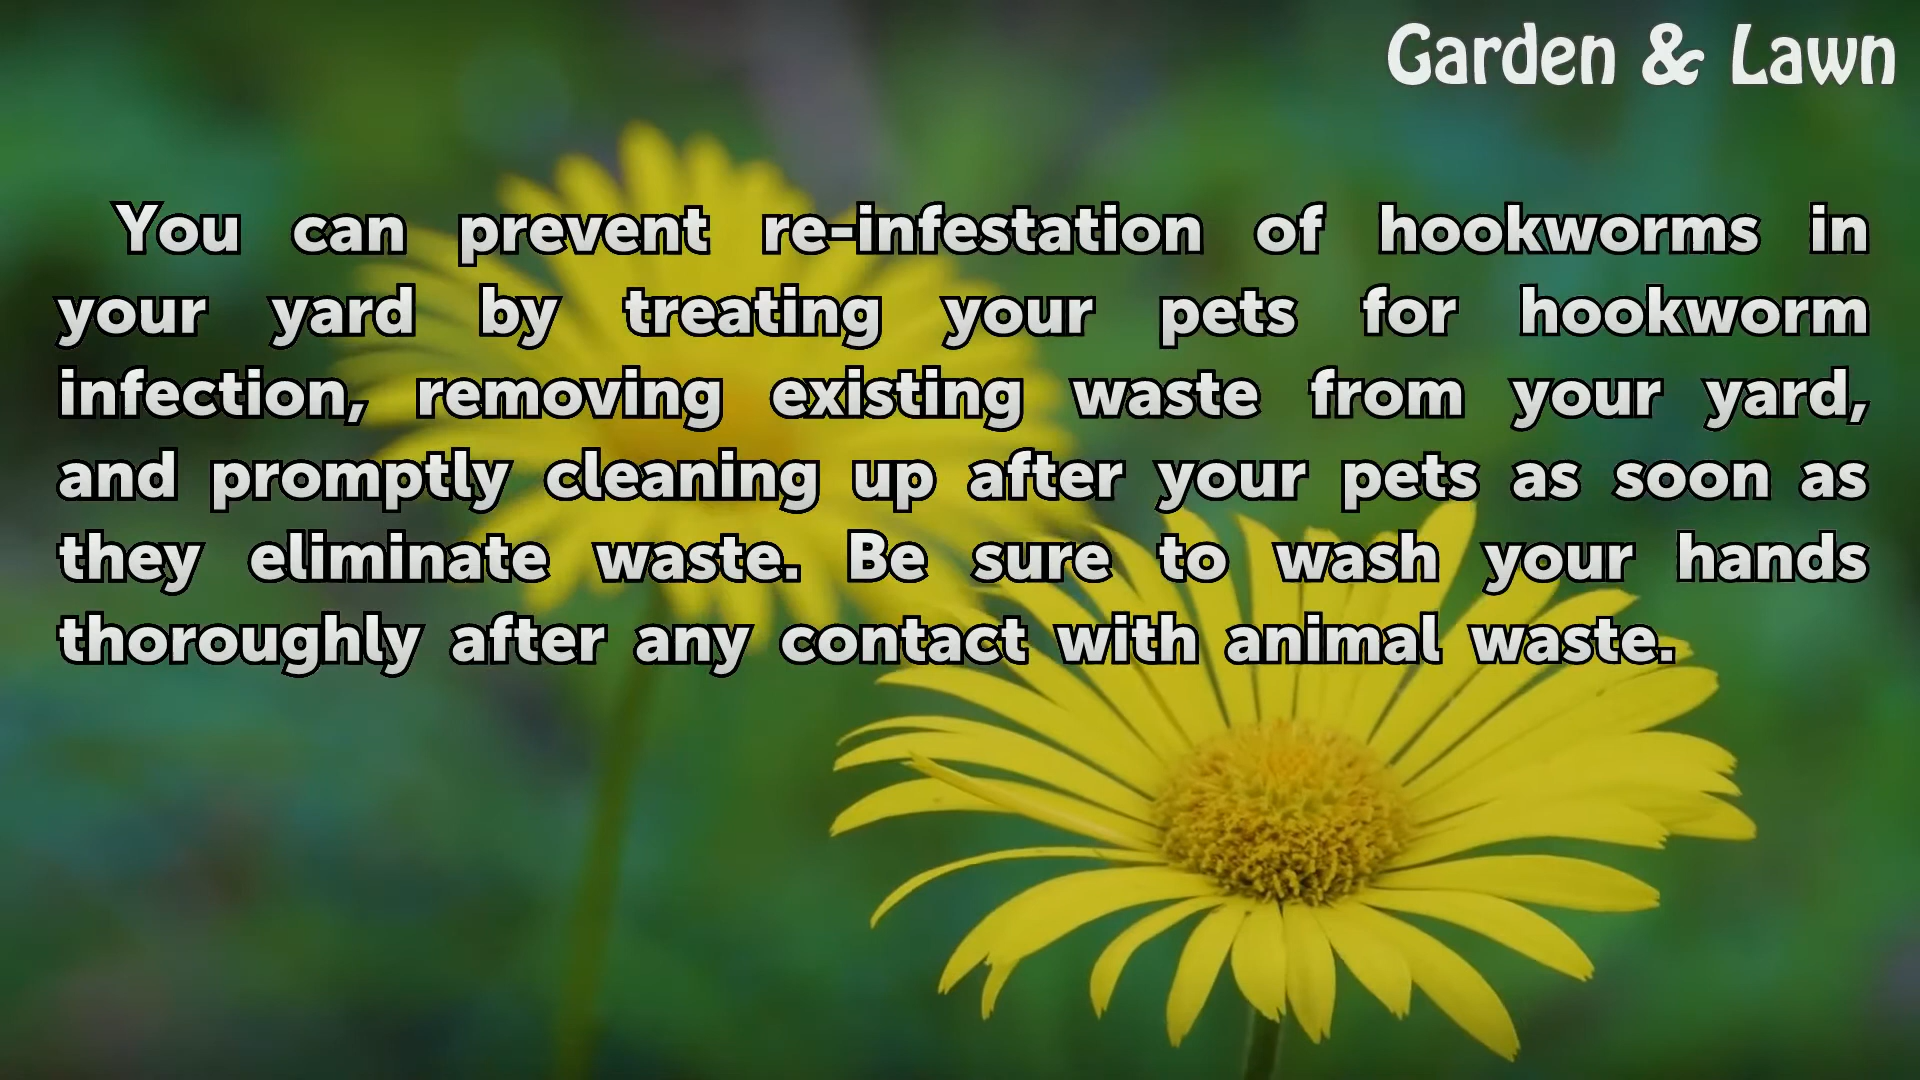 Garden & Lawn
You can prevent re-infestation of hookworms in
your yard by treating your pets for hookworm
infection, removing existing waste from your yard,
and promptly cleaning up after your pets as soon as
they eliminate waste. Be sure to wash your hands
thoroughly after any contact with animal waste.